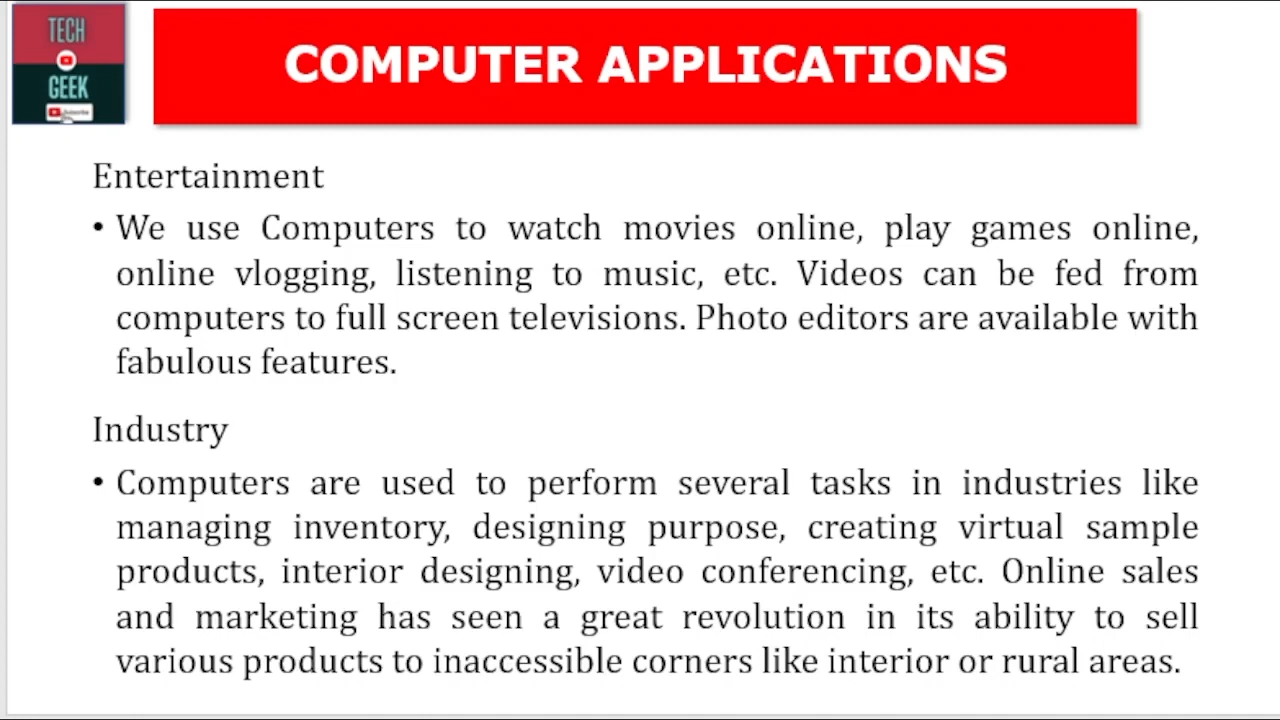 TECH
GEEK
Subscribe
COMPUTER APPLICATIONS
Entertainment
• We use Computers to watch movies online, play games online,
online vlogging, listening to music, etc. Videos can be fed from
computers to full screen televisions. Photo editors are available with
fabulous features.
Industry
• Computers are used to perform several tasks in industries like
managing inventory, designing purpose, creating virtual sample
products, interior designing, video conferencing, etc. Online sales
and marketing has seen a great revolution in its ability to sell
various products to inaccessible corners like interior or rural areas.